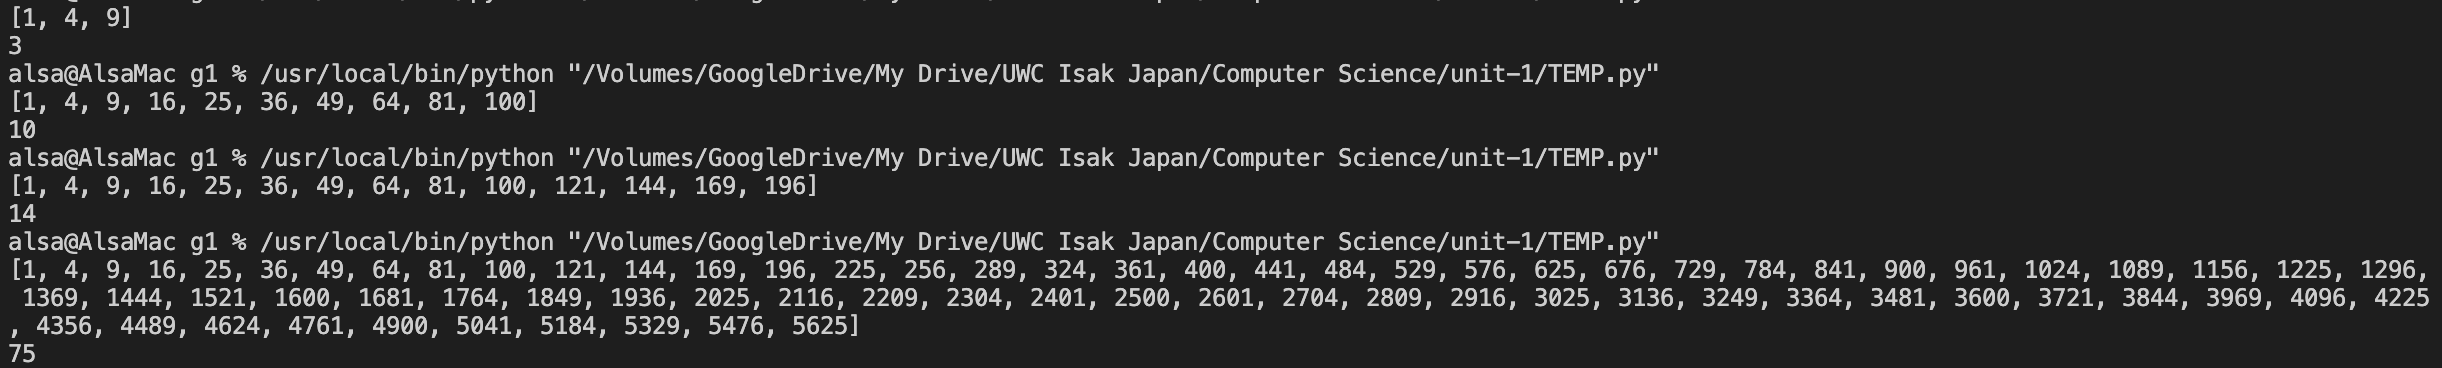 [1, 4, 9]
3
alsa@AlsaMac g1 % /usr/local/bin/python "/Volumes/GoogleDrive/My Drive/UWC Isak Japan/Computer Science/unit-1/TEMP.py"
[1, 4, 9, 16, 25, 36, 49, 64, 81, 100]
10
alsa@AlsaMac g1 % /usr/local/bin/python "/Volumes/GoogleDrive/My Drive/UWC Isak Japan/Computer Science/unit-1/TEMP.py"
[1, 4, 9, 16, 25, 36, 49, 64, 81, 100, 121, 144, 169, 196]
14
alsa@AlsaMac g1 % /usr/local/bin/python "/Volumes/GoogleDrive/My Drive/UWC Isak Japan/Computer Science/unit-1/TEMP.py"
[1, 4, 9, 16, 25, 36, 49, 64, 81, 100, 121, 144, 169, 196, 225, 256, 289, 324, 361, 400, 441, 484, 529, 576, 625, 676, 729, 784, 841, 900, 961, 1024, 1089, 1156, 1225, 1296,
1369, 1444, 1521, 1600, 1681, 1764, 1849, 1936, 2025, 2116, 2209, 2304, 2401, 2500, 2601, 2704, 2809, 2916, 3025, 3136, 3249, 3364, 3481, 3600, 3721, 3844, 3969, 4096, 4225
, 4356, 4489, 4624, 4761, 4900, 5041, 5184, 5329, 5476, 5625]
75